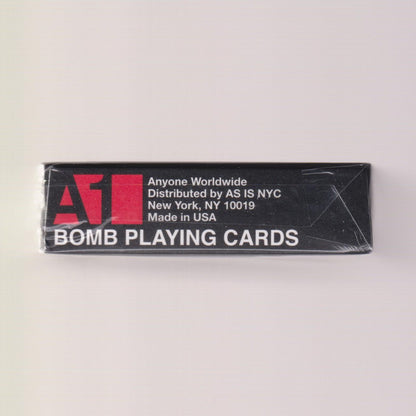 A1
Anyone Worldwide
Distributed by AS IS NYC
New York, NY 10019
Made in USA
BOMB PLAYING CARDS